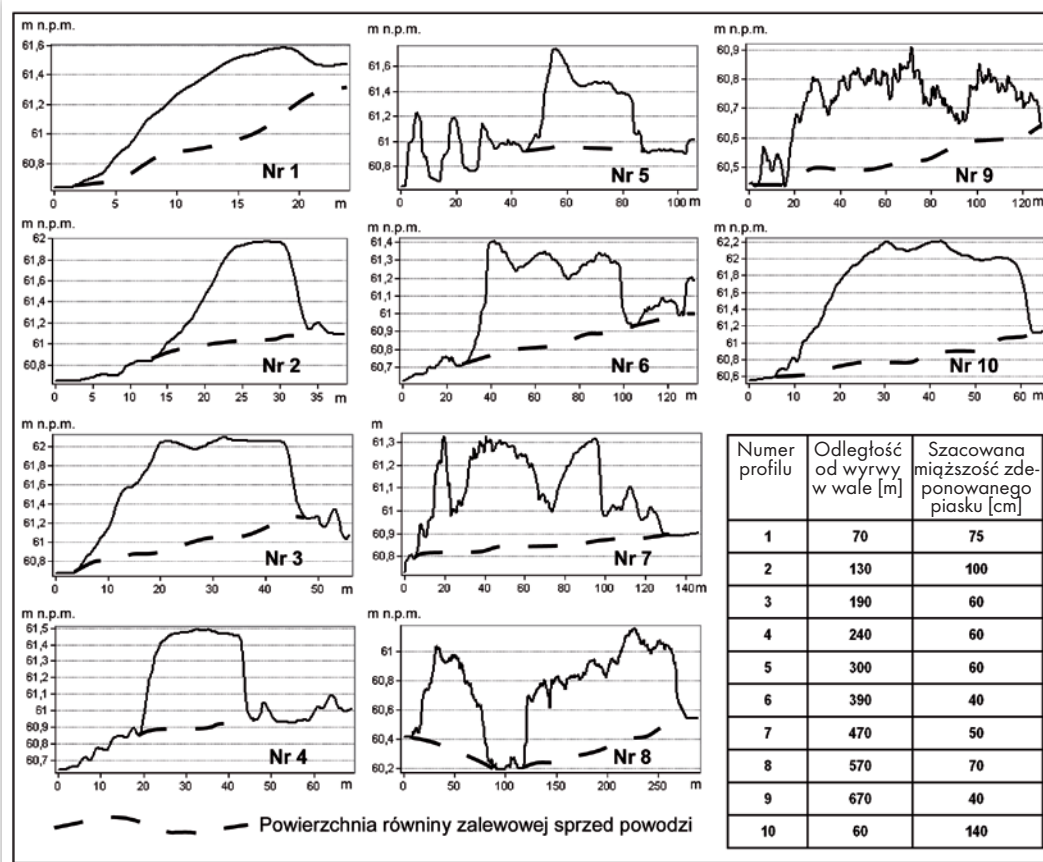 m n.p.m.
61,6
61,4
61,2
61
60,8
Nr 1
0 5 10 15 20 m
m n.p.m.
61,6
61,4
61,2
61
60,8
Nr 5
0 20 40 60 80 100 m
m n.p.m.
60,9
60,8
60,7
60,6
60,5
Nr 9
0 20 40 60 80 100 120 m
m n.p.m.
62
61,8
61,6
61,4
61,2
61
60,8
Nr 2
0 5 10 15 20 25 30 35 m
m n.p.m.
61,4
61,3
61,2
61,1
61
60,9
60,8
60,7
Nr 6
0 20 40 60 80 100 120 m
m n.p.m.
62,2
62
61,8
61,6
61,4
61,2
61
60,8
60,6
Nr 10
0 10 20 30 40 50 60 m
m n.p.m.
62
61,8
61,6
61,4
61,2
61
60,8
Nr 3
0 10 20 30 40 50 m
m
61,3
61,2
61,1
61
60,9
60,8
Nr 7
0 20 40 60 80 100 120 140 m
m n.p.m.
61,5
61,4
61,3
61,2
61,1
61
60,9
60,8
60,7
Nr 4
0 10 20 30 40 50 60 m
m n.p.m.
61
60,8
60,6
60,4
60,2
Nr 8
0 50 100 150 200 250 m
Numer Odległość Szacowana
profilu od wyrwy miąższość zde-
w wale [m] ponowanego
piasku [cm]
1 70 75
2 130 100
3 190 60
4 240 60
5 300 60
6 390 40
7 470 50
8 570 70
9 670 40
10 60 140
Powierzchnia równiny zalewowej sprzed powodzi